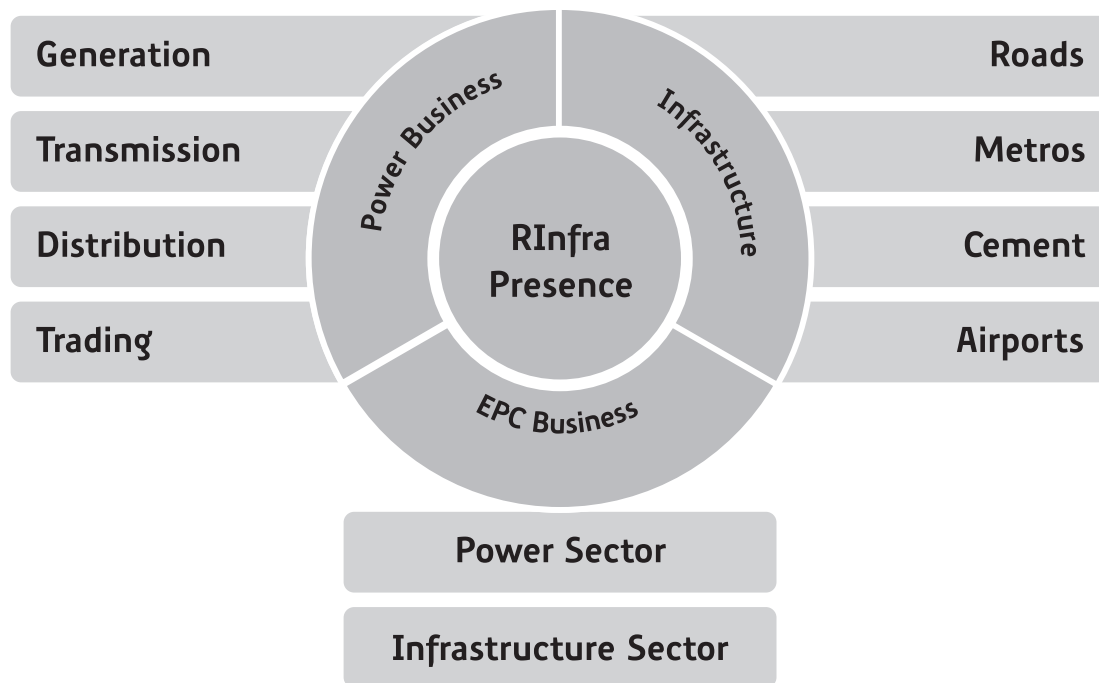 Generation
Transmission
Distribution
Trading
Power Business
RInfra
Presence
Infrastructure
Roads
Metros
Cement
Airports
EPC Business
Power Sector
Infrastructure Sector